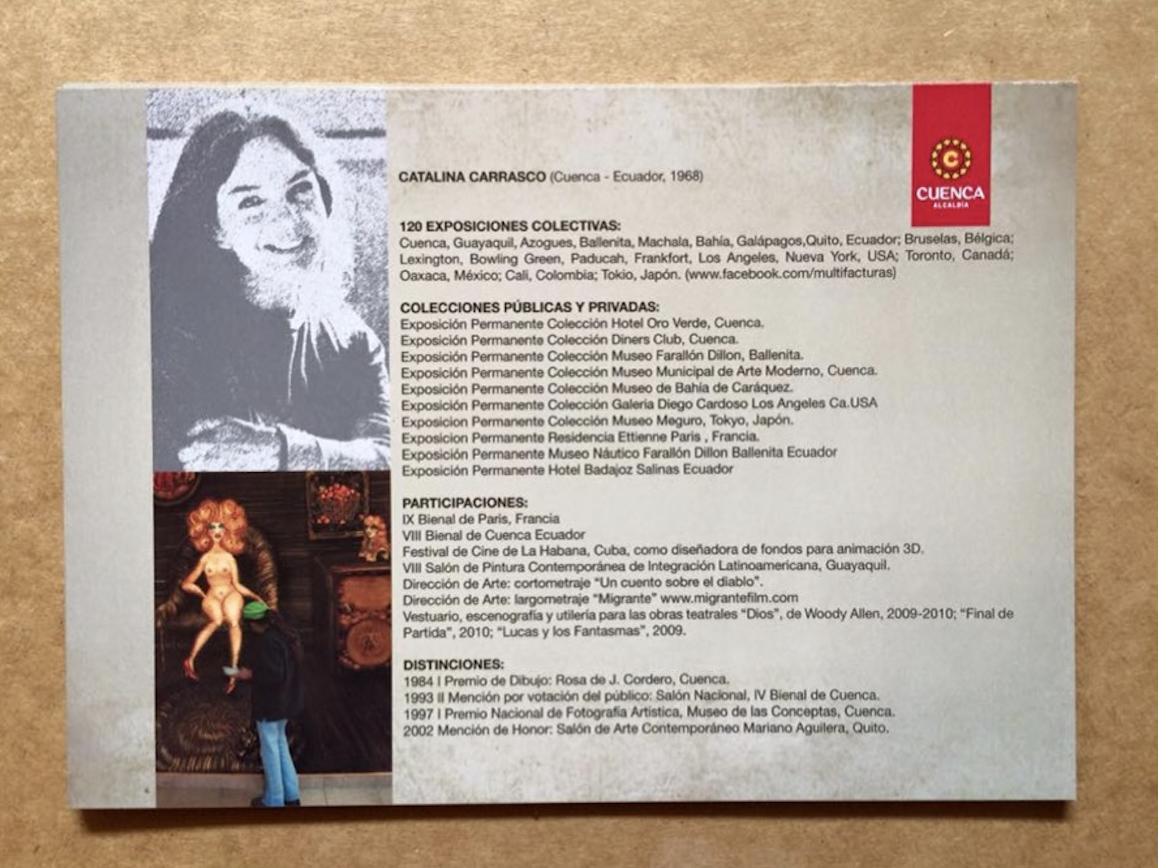 CUENCA
ALCALDÍA
CATALINA CARRASCO (Cuenca - Ecuador, 1968)
120 EXPOSICIONES COLECTIVAS:
Cuenca, Guayaquil, Azogues, Ballenita, Machala, Bahía, Galápagos,Quito, Ecuador; Bruselas, Bélgica;
Lexington, Bowling Green, Paducah, Frankfort, Los Angeles, Nueva York, USA; Toronto, Canadá;
Oaxaca, México; Cali, Colombia; Tokio, Japón. (www.facebook.com/multifacturas)
COLECCIONES PÚBLICAS Y PRIVADAS:
Exposición Permanente Colección Hotel Oro Verde, Cuenca.
Exposición Permanente Colección Diners Club, Cuenca.
Exposición Permanente Colección Museo Farallón Dillon, Ballenita.
Exposición Permanente Colección Museo Municipal de Arte Moderno, Cuenca.
Exposición Permanente Colección Museo de Bahía de Caráquez.
Exposición Permanente Colección Galería Diego Cardoso Los Angeles Ca.USA
Exposicion Permanente Colección Museo Meguro, Tokyo, Japón.
Exposicion Permanente Residencia Ettienne Paris , Francia.
Exposición Permanente Museo Náutico Farallón Dillon Ballenita Ecuador
Exposición Permanente Hotel Badajoz Salinas Ecuador
PARTICIPACIONES:
IX Bienal de Paris, Francia
VIII Bienal de Cuenca Ecuador
Festival de Cine de La Habana, Cuba, como diseñadora de fondos para animación 3D.
VIII Salón de Pintura Contemporánea de Integración Latinoamericana, Guayaquil.
Dirección de Arte: cortometraje “Un cuento sobre el diablo”.
Dirección de Arte: largometraje “Migrante” www.migrantefilm.com
Vestuario, escenografía y utilería para las obras teatrales “Dios”, de Woody Allen, 2009-2010; “Final de
Partida”, 2010; “Lucas y los Fantasmas”, 2009.
DISTINCIONES:
1984 I Premio de Dibujo: Rosa de J. Cordero, Cuenca.
1993 II Mención por votación del público: Salón Nacional, IV Bienal de Cuenca.
1997 I Premio Nacional de Fotografía Artística, Museo de las Conceptas, Cuenca.
2002 Mención de Honor: Salón de Arte Contemporáneo Mariano Aguilera, Quito.